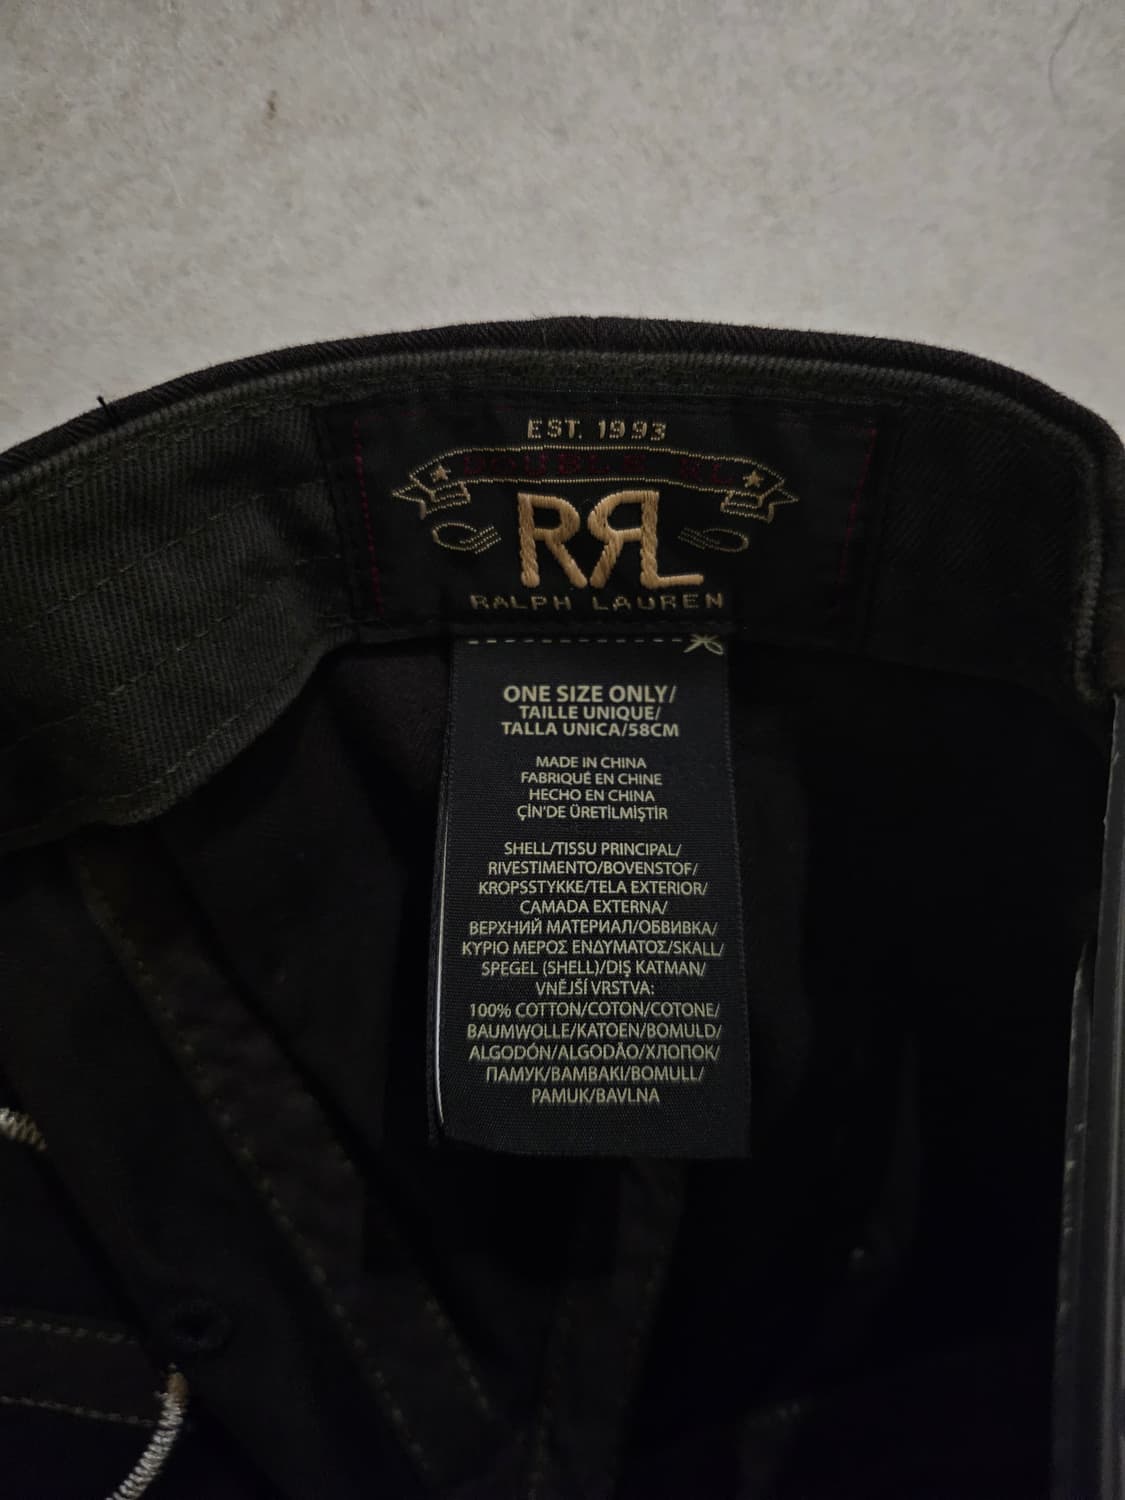 EST. 1993
DOUBLE RL
RRL
RALPH LAUREN
ONE SIZE ONLY/
TAILLE UNIQUE/
TALLA UNICA/58CM
MADE IN CHINA
FABRIQUÉ EN CHINE
HECHO EN CHINA
ÇİN'DE ÜRETİLMİŞTİR
SHELL/TISSU PRINCIPAL/
RIVESTIMENTO/BOVENSTOF/
KROPSSTYKKE/TELA EXTERIOR/
CAMADA EXTERNA/
ВЕРХНИЙ МАТЕРИАЛ/ОБВИВКА/
ΚΥΡΙΟ ΜΕΡΟΣ ΕΝΔΥΜΑΤΟΣ/SKALL/
SPEGEL (SHELL)/DIŞ KATMAN/
VNĚJŠÍ VRSTVA:
100% COTTON/COTON/COTONE/
BAUMWOLLE/KATOEN/BOMULD/
ALGODÓN/ALGODÃO/ХЛОПОК/
ПАМУК/ΒΑΜΒΑΚΙ/BOMULL/
PAMUK/BAVLNA